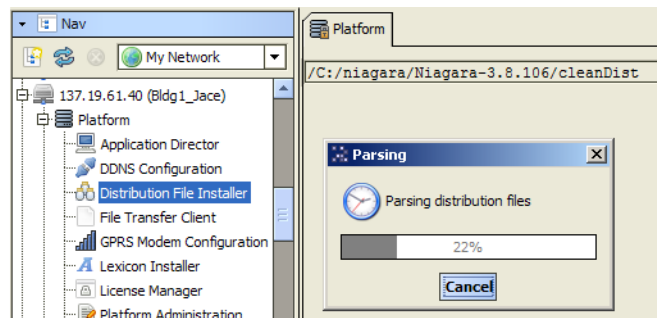 Nav
My Network
137.19.61.40 (Bldg1_Jace)
Platform
Application Director
DDNS Configuration
Distribution File Installer
File Transfer Client
GPRS Modem Configuration
Lexicon Installer
License Manager
Platform Administration
Platform
/C:/niagara/Niagara-3.8.106/cleanDist
Parsing
Parsing distribution files
22%
Cancel